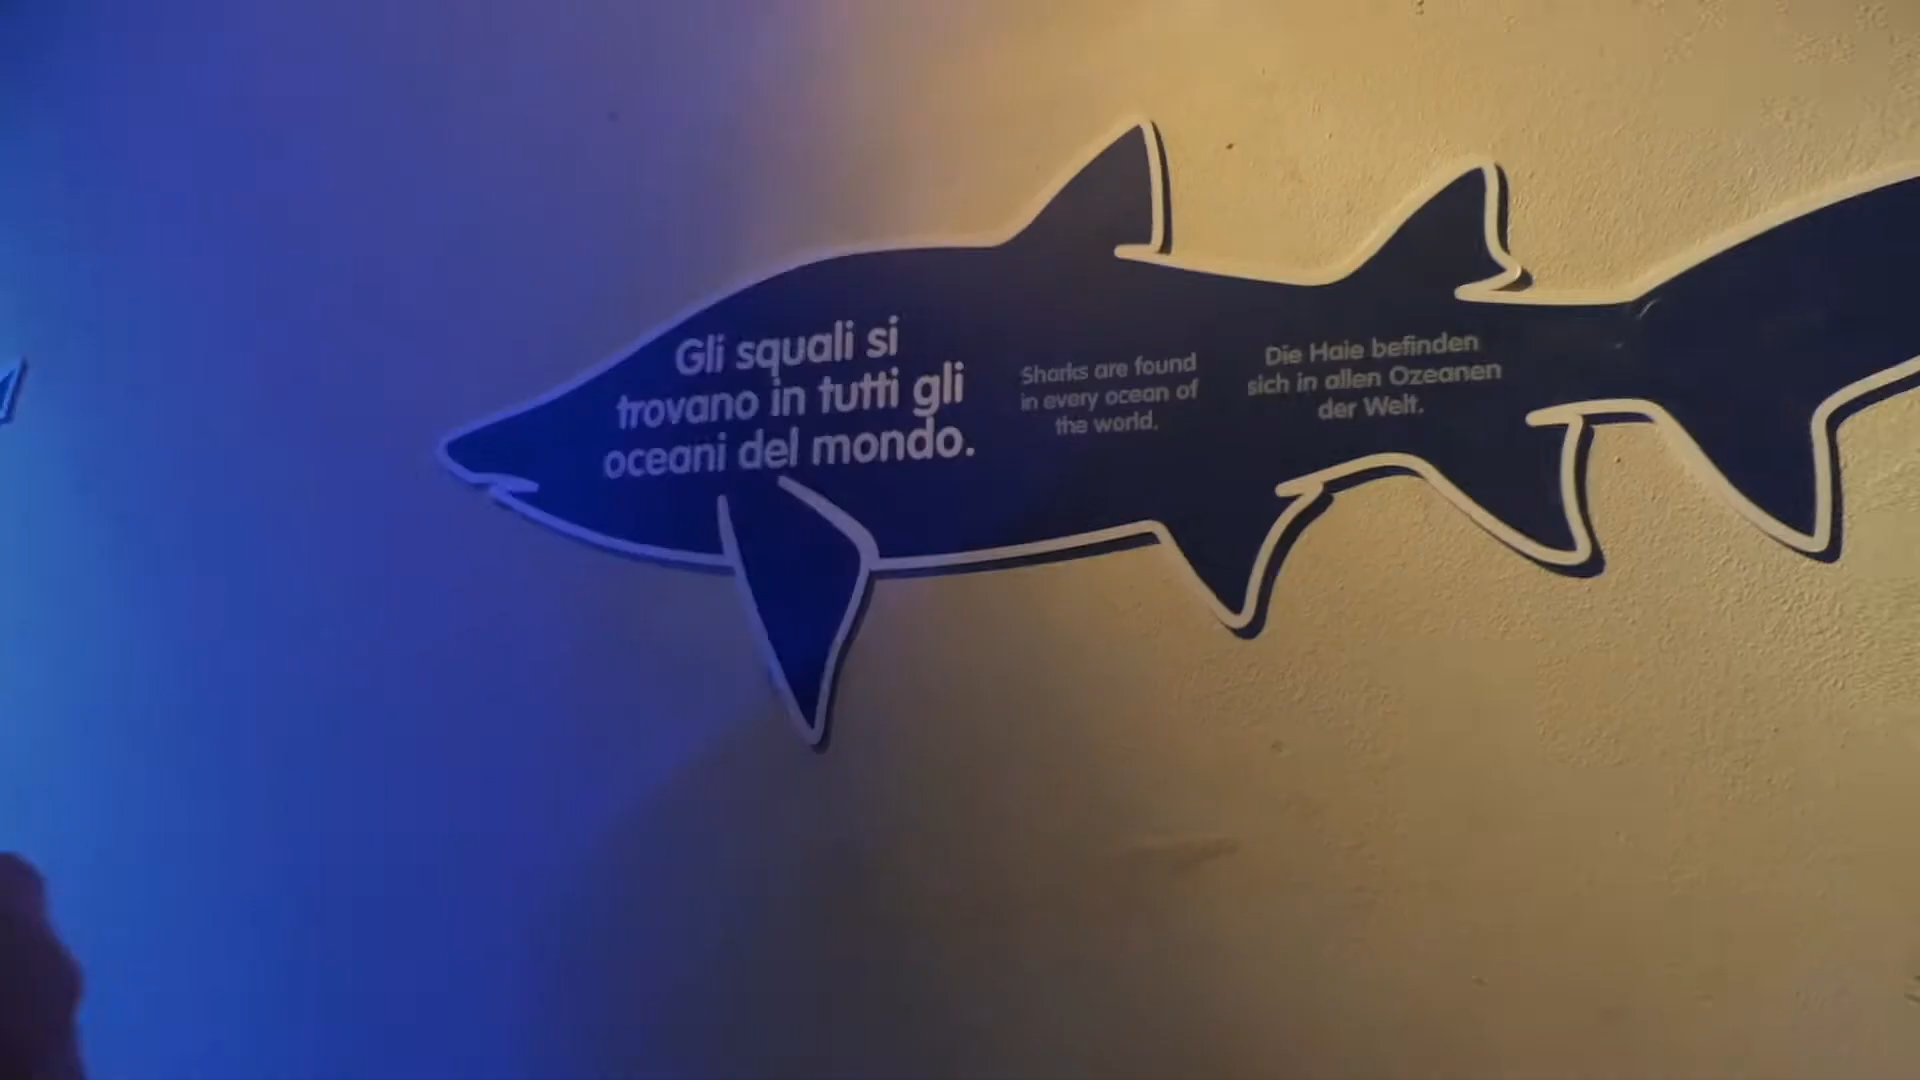 Gli squali si
trovano in tutti gli
oceani del mondo.
Sharks are found
in every ocean of
the world.
Die Haie befinden
sich in allen Ozeanen
der Welt.